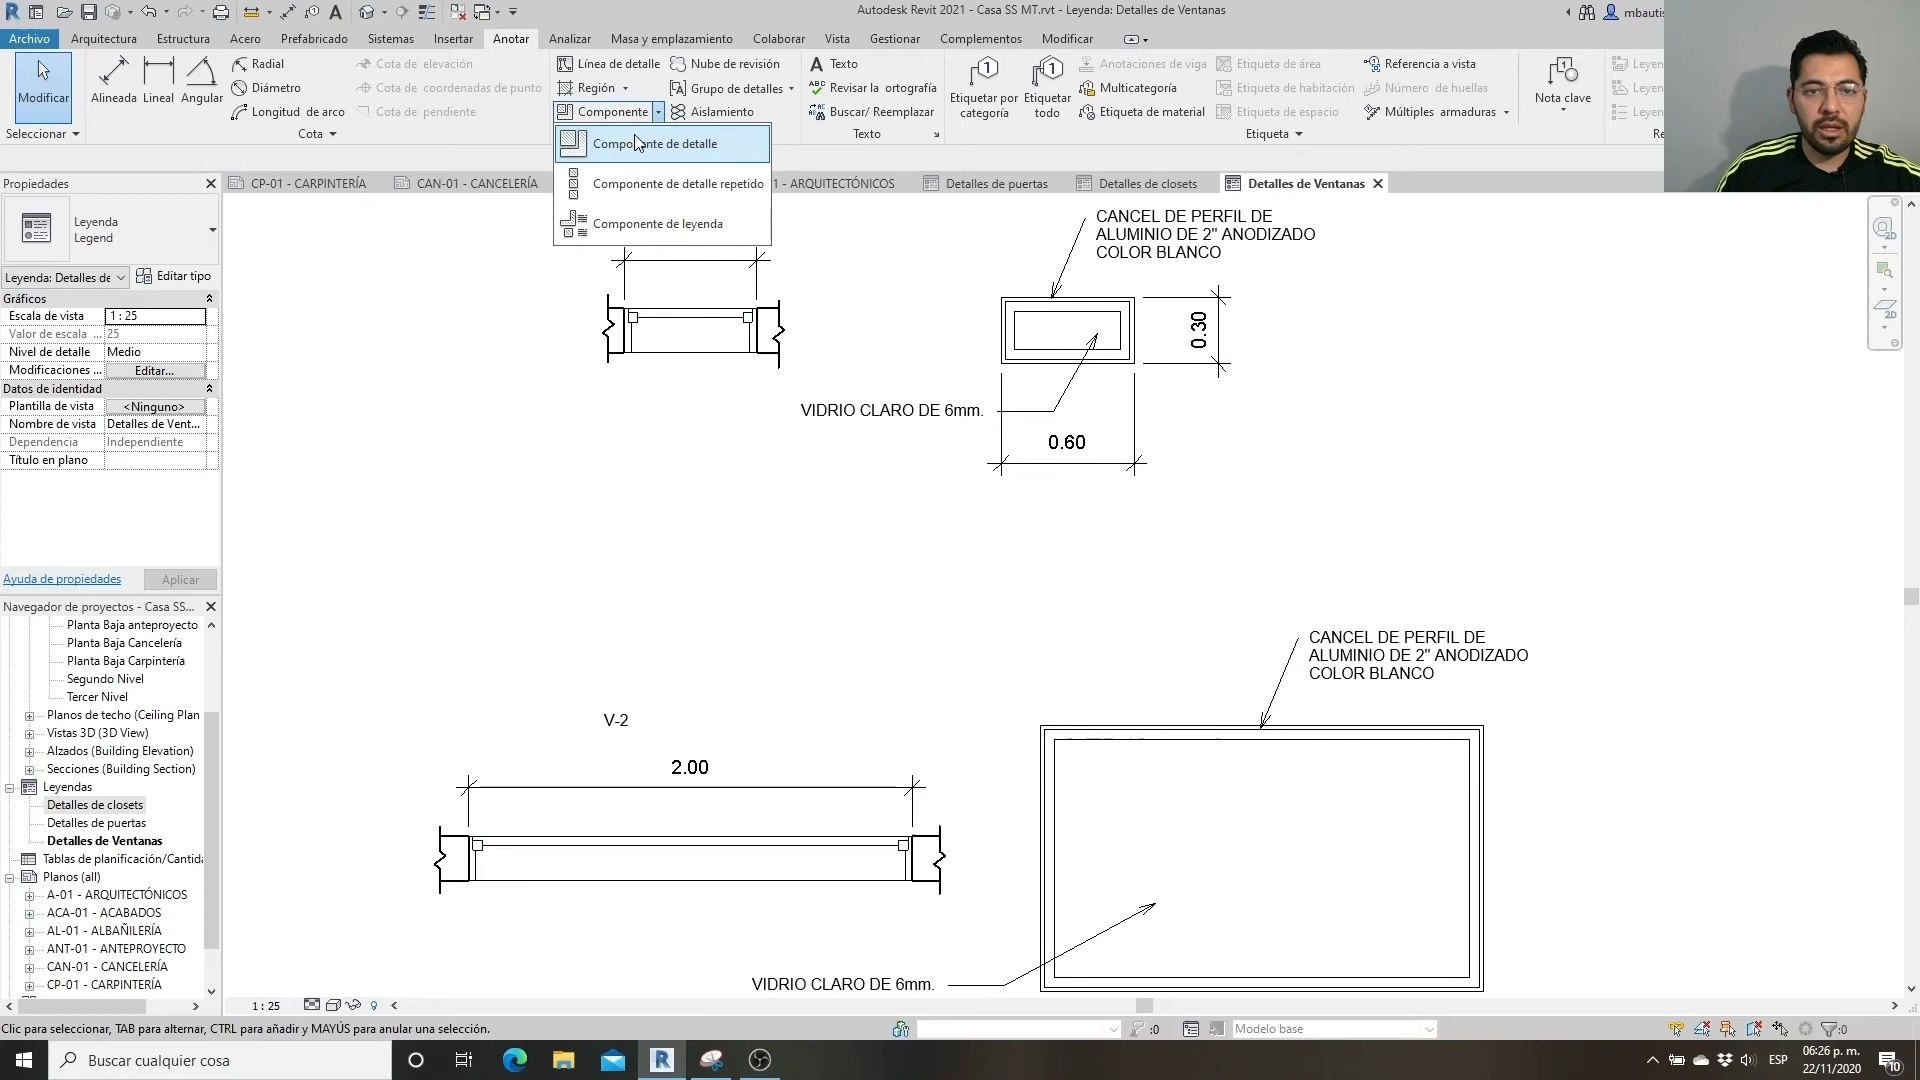 Autodesk Revit 2021 - Casa SS MT.rvt - Leyenda: Detalles de Ventanas
mbautis
Archivo Arquitectura Estructura Acero Prefabricado Sistemas Insertar Anotar Analizar Masa y emplazamiento Colaborar Vista Gestionar Complementos Modificar
Modificar
Seleccionar
Alineada Lineal Angular
Radial
Diámetro
Longitud de arco
Cota de elevación
Cota de coordenadas de punto
Cota de pendiente
Cota
Línea de detalle
Región
Componente
Nube de revisión
Grupo de detalles
Aislamiento
Componente de detalle
Componente de detalle repetido
Componente de leyenda
Texto
Revisar la ortografía
Buscar/ Reemplazar
Texto
Etiquetar por categoría
Etiquetar todo
Anotaciones de viga
Multicategoría
Etiqueta de material
Etiqueta de área
Etiqueta de habitación
Etiqueta de espacio
Referencia a vista
Número de huellas
Múltiples armaduras
Etiqueta
Nota clave
Leyen
Leyen
Leyen
Re
CP-01 - CARPINTERÍA
CAN-01 - CANCELERÍA
1 - ARQUITECTÓNICOS
Detalles de puertas
Detalles de closets
Detalles de Ventanas
Propiedades
Leyenda
Legend
Leyenda: Detalles de
Editar tipo
Gráficos
Escala de vista 1 : 25
Valor de escala ... 25
Nivel de detalle Medio
Modificaciones ... Editar...
Datos de identidad
Plantilla de vista <Ninguno>
Nombre de vista Detalles de Vent...
Dependencia Independiente
Título en plano
Ayuda de propiedades
Aplicar
Navegador de proyectos - Casa SS...
Planta Baja anteproyecto
Planta Baja Cancelería
Planta Baja Carpintería
Segundo Nivel
Tercer Nivel
Planos de techo (Ceiling Plan
Vistas 3D (3D View)
Alzados (Building Elevation)
Secciones (Building Section)
Leyendas
Detalles de closets
Detalles de puertas
Detalles de Ventanas
Tablas de planificación/Cantida
Planos (all)
A-01 - ARQUITECTÓNICOS
ACA-01 - ACABADOS
AL-01 - ALBAÑILERÍA
ANT-01 - ANTEPROYECTO
CAN-01 - CANCELERÍA
CP-01 - CARPINTERÍA
CANCEL DE PERFIL DE
ALUMINIO DE 2" ANODIZADO
COLOR BLANCO
0.30
VIDRIO CLARO DE 6mm.
0.60
CANCEL DE PERFIL DE
ALUMINIO DE 2" ANODIZADO
COLOR BLANCO
V-2
2.00
VIDRIO CLARO DE 6mm.
1 : 25
Clic para seleccionar, TAB para alternar, CTRL para añadir y MAYÚS para anular una selección.
:0
Modelo base
:0
Buscar cualquier cosa
ESP
06:26 p. m.
22/11/2020
10